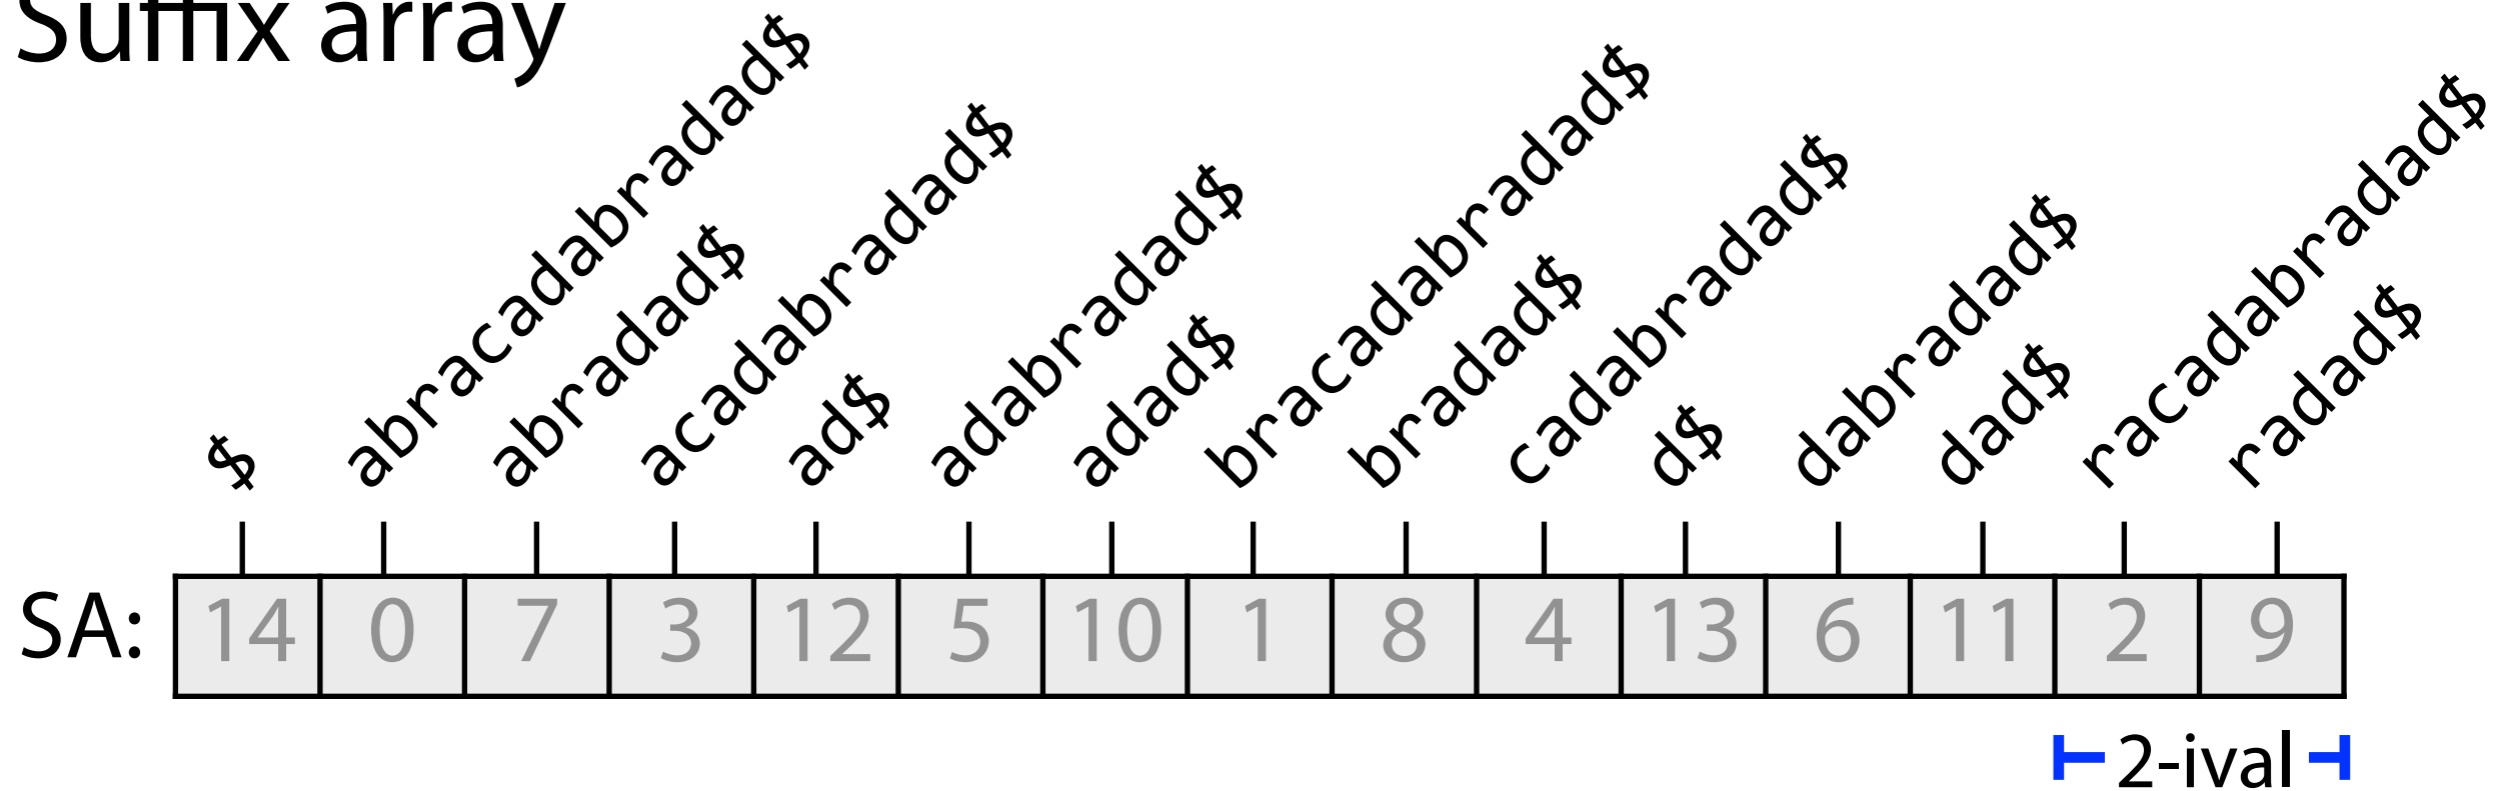 Suffix array
$
abracadabradad$
abradad$
acadabradad$
ad$
adabradad$
adad$
bracadabradad$
bradad$
cadabradad$
d$
dabradad$
dad$
racadabradad$
radad$
SA: 14 0 7 3 12 5 10 1 8 4 13 6 11 2 9
2-ival